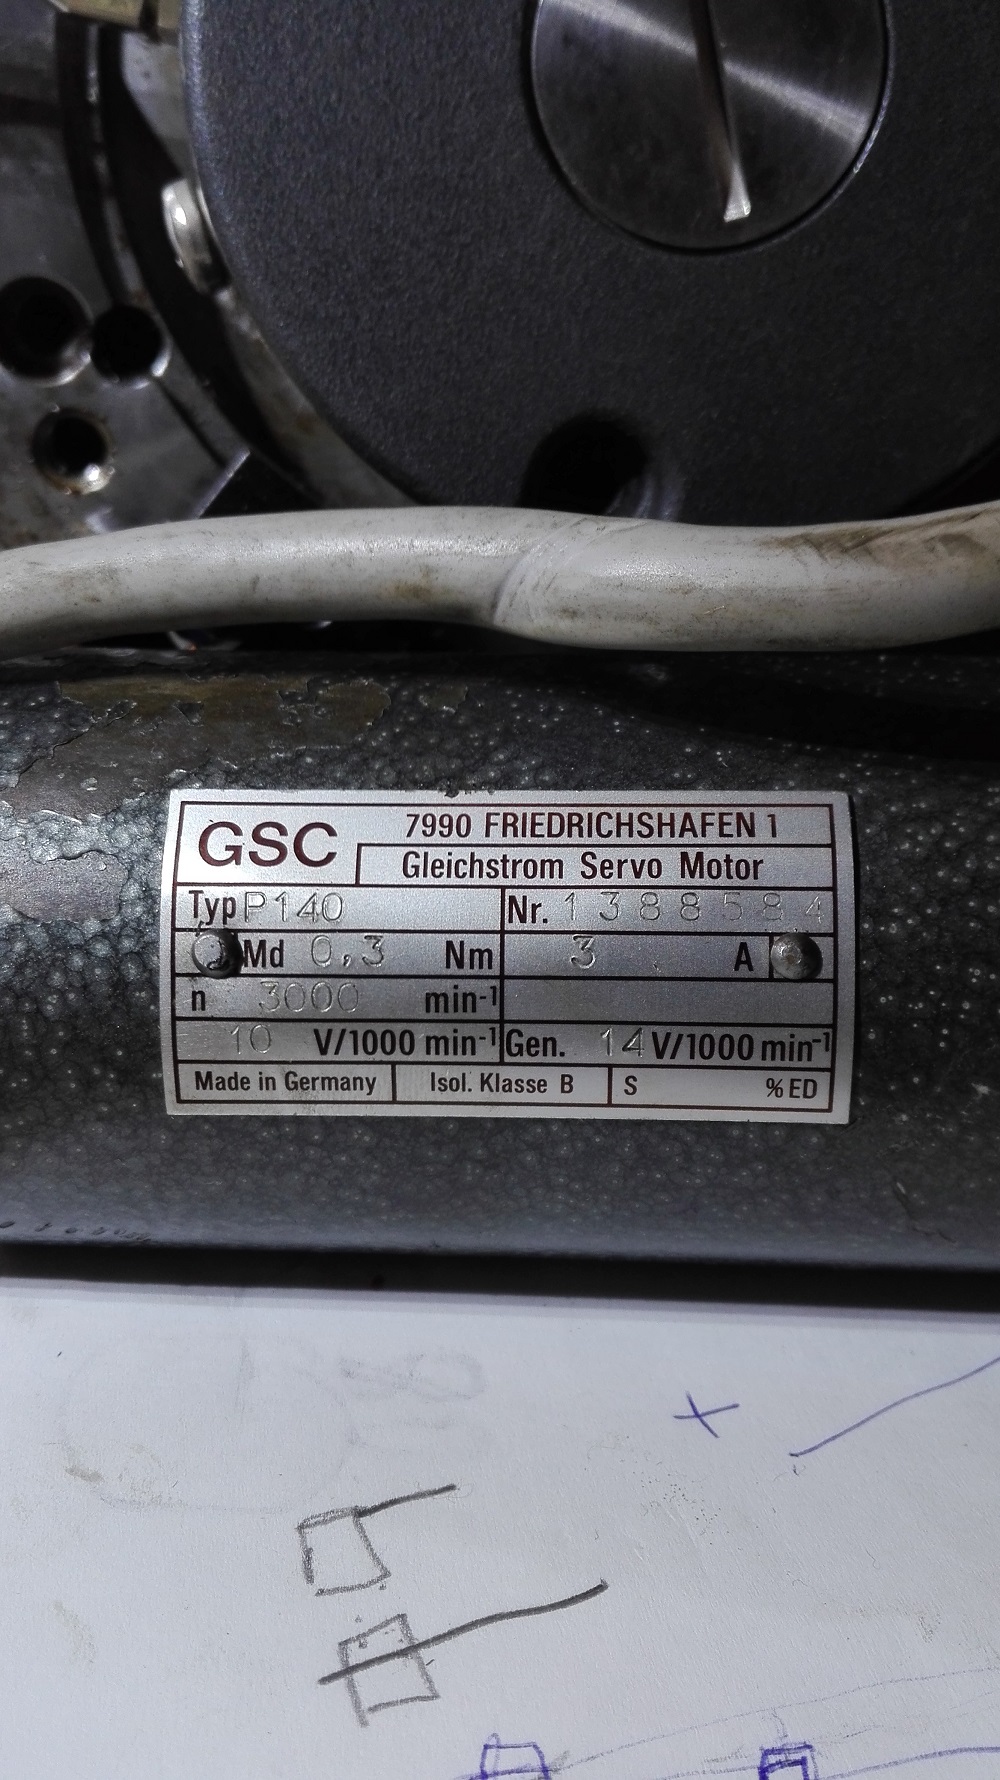 GSC 7990 FRIEDRICHSHAFEN 1
Gleichstrom Servo Motor
Typ P140 Nr. 1388584
Md 0,3 Nm 3 A
n 3000 min-1
10 V/1000 min-1 Gen. 14 V/1000 min-1
Made in Germany Isol. Klasse B S % ED